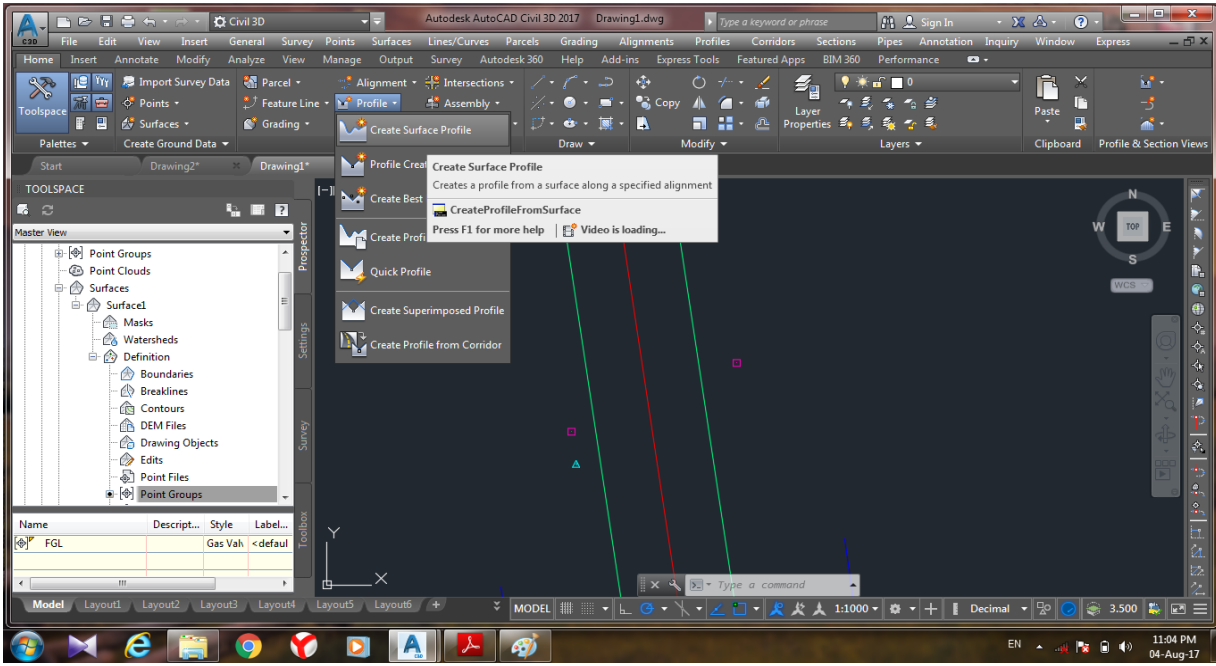 Civil 3D
Autodesk AutoCAD Civil 3D 2017 Drawing1.dwg
Type a keyword or phrase
Sign In
C3D File Edit View Insert General Survey Points Surfaces Lines/Curves Parcels Grading Alignments Profiles Corridors Sections Pipes Annotation Inquiry Window Express
Home Insert Annotate Modify Analyze View Manage Output Survey Autodesk 360 Help Add-ins Express Tools Featured Apps BIM 360 Performance
Import Survey Data Parcel Alignment Intersections 0
Toolspace Points Feature Line Profile Assembly Copy Layer Properties Paste
Surfaces Grading
Palettes Create Ground Data Draw Modify Layers Clipboard Profile & Section Views
Start Drawing2* Drawing1*
Create Surface Profile
Profile Crea
Create Best
Create Profi
Quick Profile
Create Superimposed Profile
Create Profile from Corridor
Create Surface Profile
Creates a profile from a surface along a specified alignment
CreateProfileFromSurface
Press F1 for more help Video is loading...
TOOLSPACE
Master View
Point Groups
Point Clouds
Surfaces
Surface1
Masks
Watersheds
Definition
Boundaries
Breaklines
Contours
DEM Files
Drawing Objects
Edits
Point Files
Point Groups
Prospector
Settings
Survey
Toolbox
Name Descript... Style Label...
FGL Gas Valv <defaul
N
W TOP E
S
WCS
Y
X
Type a command
Model Layout1 Layout2 Layout3 Layout4 Layout5 Layout6 +
MODEL 1:1000 Decimal 3.500
EN 11:04 PM
04-Aug-17